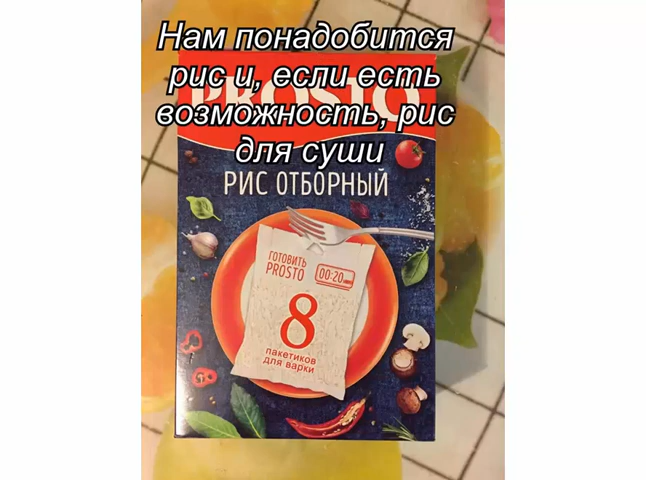 Нам понадобится
рис и, если есть
PROSTO
возможность, рис
для суши
РИС ОТБОРНЫЙ
ГОТОВИТЬ
PROSTO
00:20 мин
8
пакетиков
для варки